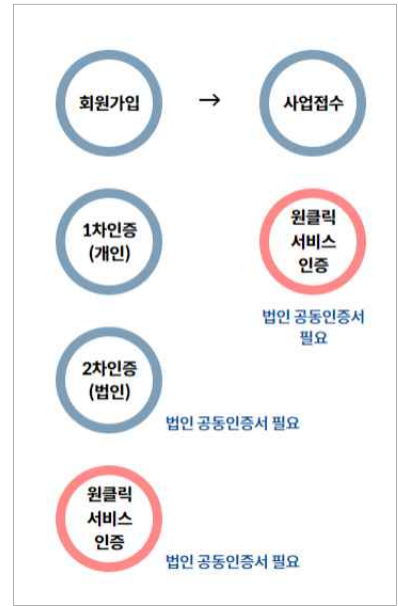 회원가입 → 사업접수
1차인증
(개인)
원클릭
서비스
인증
법인 공동인증서
필요
2차인증
(법인)
법인 공동인증서 필요
원클릭
서비스
인증
법인 공동인증서 필요